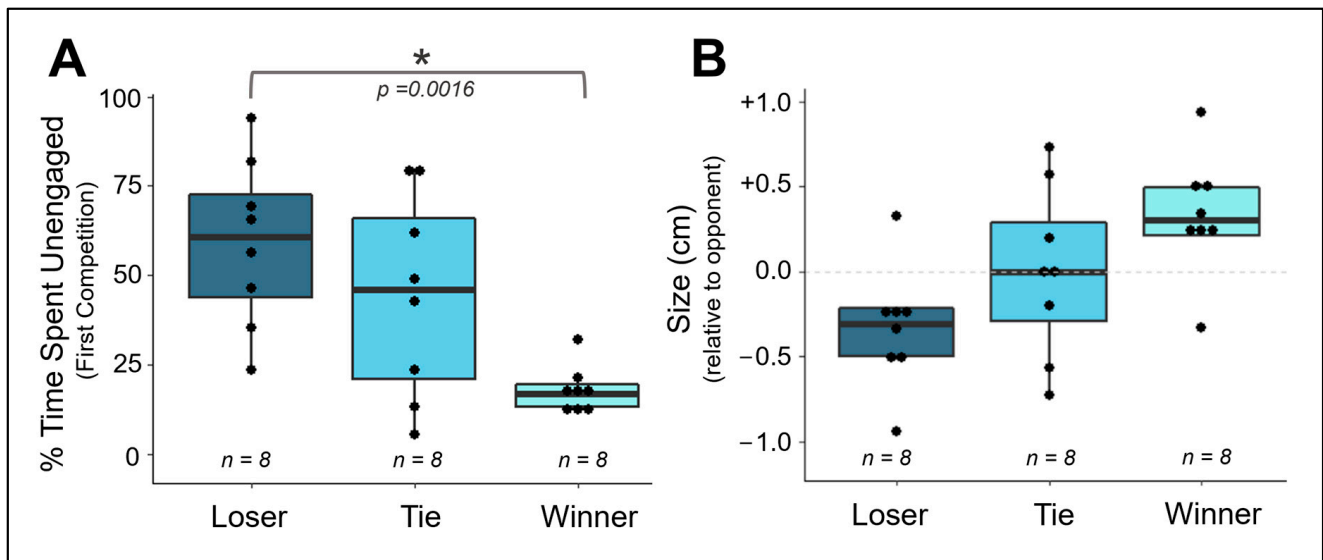 A
*
p =0.0016
% Time Spent Unengaged
(First Competition)
100
75
50
25
0
n = 8
n = 8
n = 8
Loser
Tie
Winner
B
Size (cm)
(relative to opponent)
+1.0
+0.5
0.0
−0.5
−1.0
n = 8
n = 8
n = 8
Loser
Tie
Winner